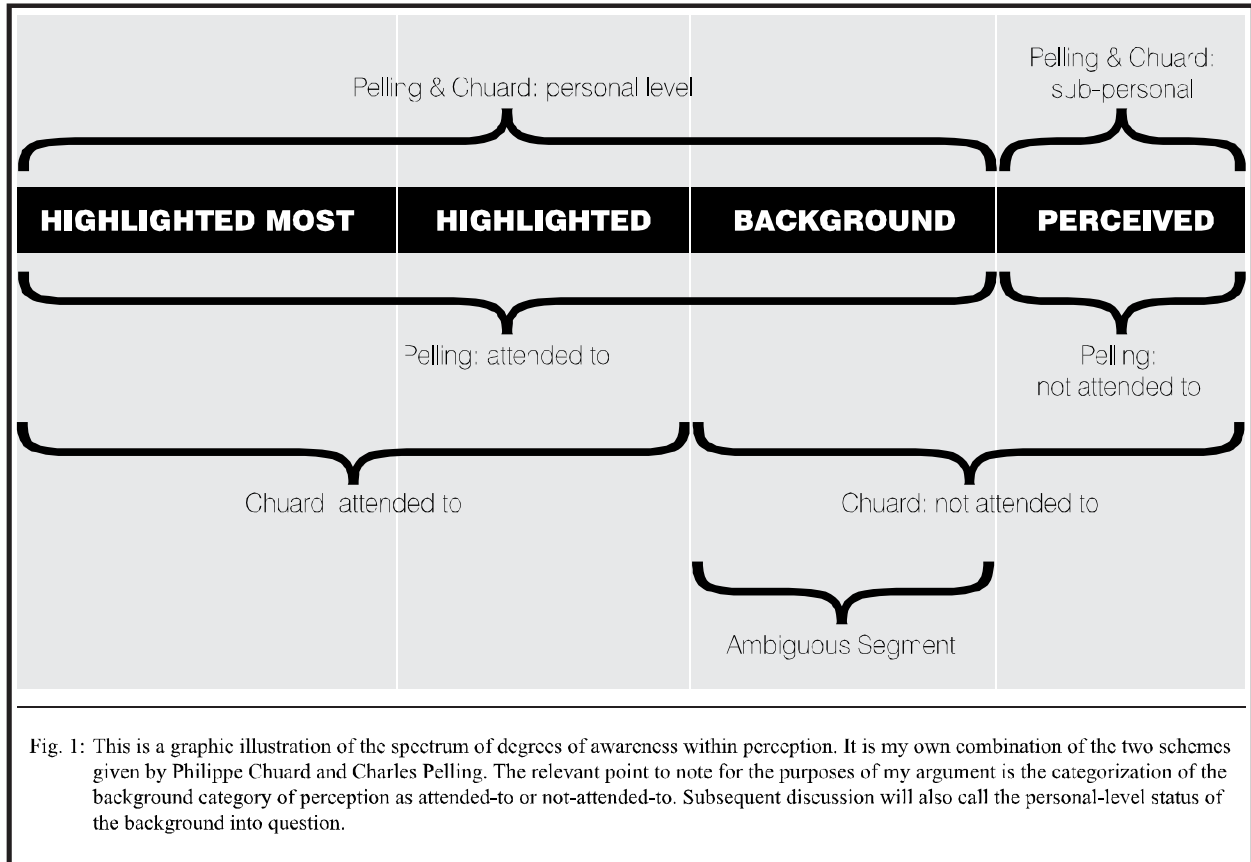 Pelling & Chuard:
sub-personal
Pelling & Chuard: personal level
HIGHLIGHTED MOST HIGHLIGHTED BACKGROUND PERCEIVED
Pelling: attended to
Pelling:
not attended to
Chuard attended to
Chuard: not attended to
Ambiguous Segment
Fig. 1: This is a graphic illustration of the spectrum of degrees of awareness within perception. It is my own combination of the two schemes
given by Philippe Chuard and Charles Pelling. The relevant point to note for the purposes of my argument is the categorization of the
background category of perception as attended-to or not-attended-to. Subsequent discussion will also call the personal-level status of
the background into question.